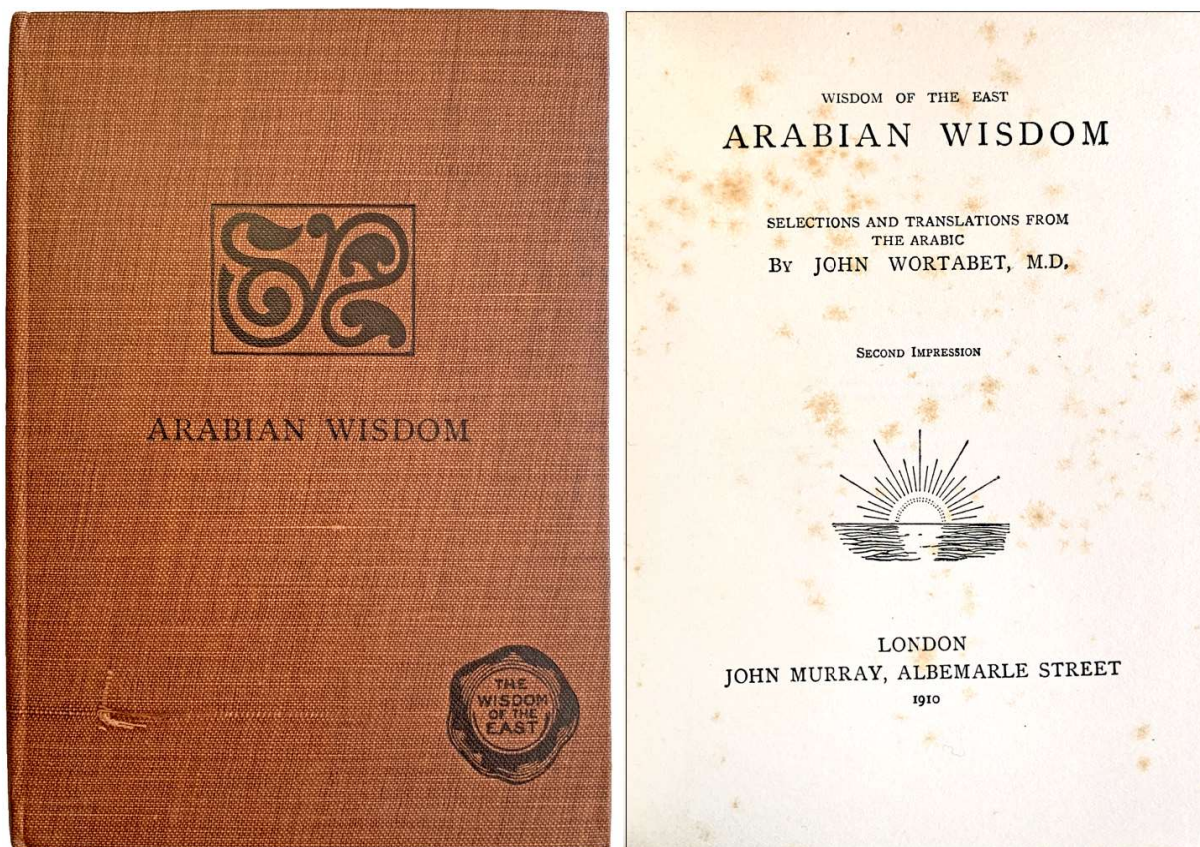 ARABIAN WISDOM
THE
WISDOM
OF THE
EAST
WISDOM OF THE EAST
ARABIAN WISDOM
SELECTIONS AND TRANSLATIONS FROM
THE ARABIC
BY JOHN WORTABET, M.D.
SECOND IMPRESSION
LONDON
JOHN MURRAY, ALBEMARLE STREET
1910